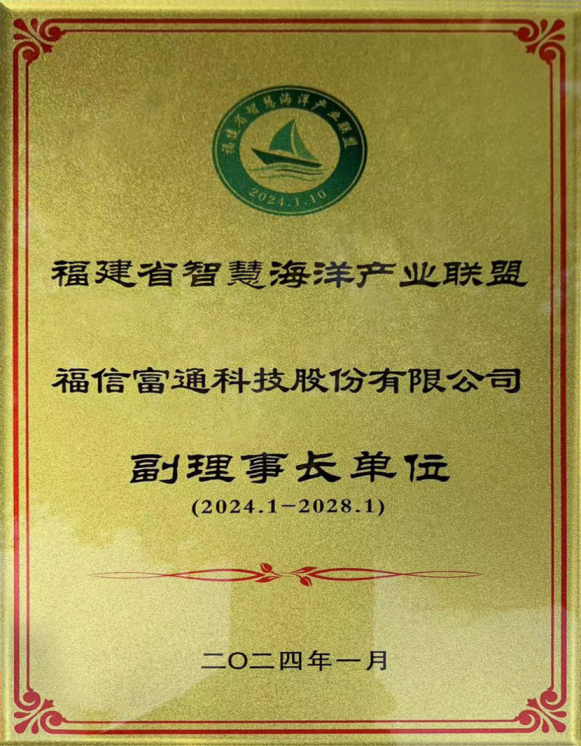 福建省智慧海洋产业联盟
2024.1.10
福建省智慧海洋产业联盟
福信富通科技股份有限公司
副理事长单位
(2024.1-2028.1)
二〇二四年一月